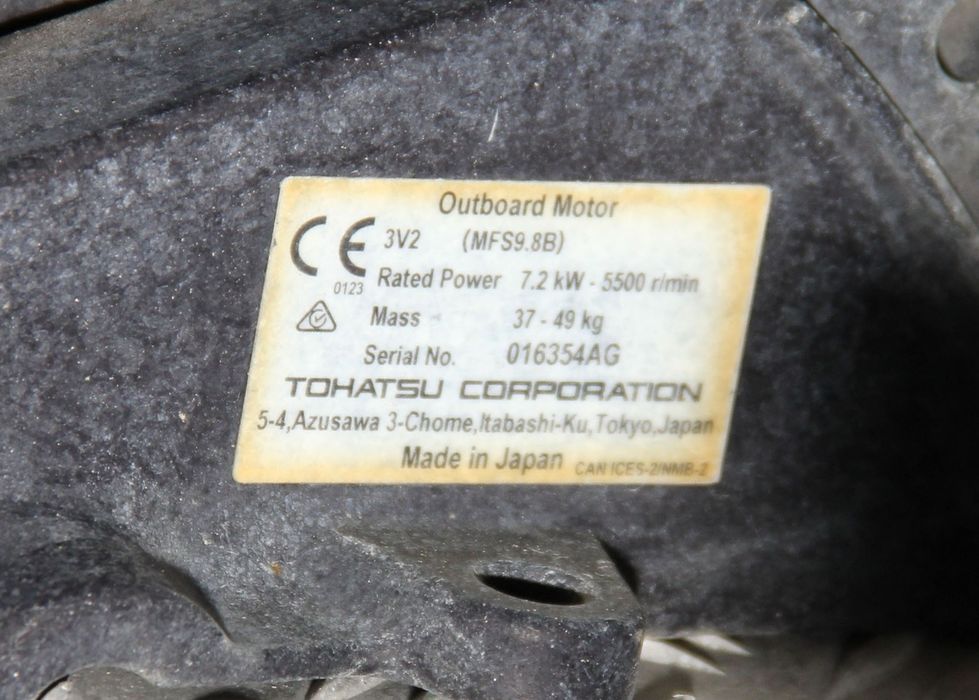 Outboard Motor
CE 3V2 (MFS9.8B)
0123 Rated Power 7.2 kW - 5500 r/min
Mass 37 - 49 kg
Serial No. 016354AG
TOHATSU CORPORATION
5-4,Azusawa 3-Chome,Itabashi-Ku,Tokyo.Japan
Made in Japan CAN ICES-2/NMB-2